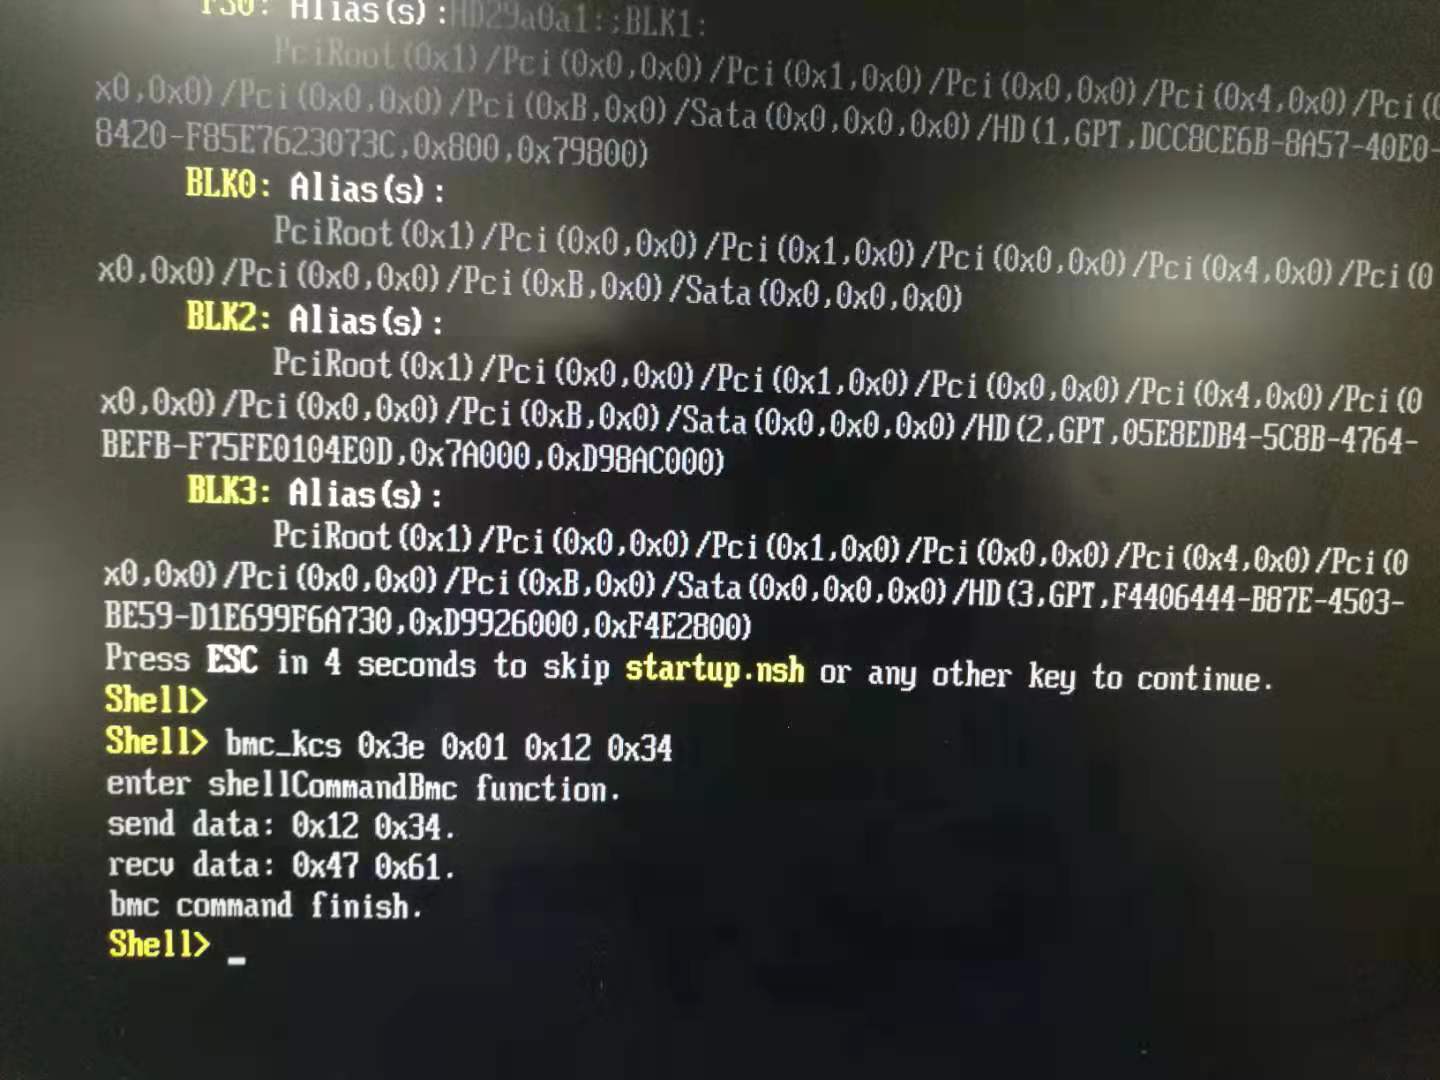 FS0: Alias(s):HD29a0a1:;BLK1:
PciRoot(0x1)/Pci(0x0,0x0)/Pci(0x1,0x0)/Pci(0x0,0x0)/Pci(0x4,0x0)/Pci(0
x0,0x0)/Pci(0x0,0x0)/Pci(0xB,0x0)/Sata(0x0,0x0,0x0)/HD(1,GPT,DCC8CE6B-8A57-40E0-
8420-F85E7623073C,0x800,0x79800)
BLK0: Alias(s):
PciRoot(0x1)/Pci(0x0,0x0)/Pci(0x1,0x0)/Pci(0x0,0x0)/Pci(0x4,0x0)/Pci(0
x0,0x0)/Pci(0x0,0x0)/Pci(0xB,0x0)/Sata(0x0,0x0,0x0)
BLK2: Alias(s):
PciRoot(0x1)/Pci(0x0,0x0)/Pci(0x1,0x0)/Pci(0x0,0x0)/Pci(0x4,0x0)/Pci(0
x0,0x0)/Pci(0x0,0x0)/Pci(0xB,0x0)/Sata(0x0,0x0,0x0)/HD(2,GPT,05E8EDB4-5C8B-4764-
BEFB-F75FE0104E0D,0x7A000,0xD98AC000)
BLK3: Alias(s):
PciRoot(0x1)/Pci(0x0,0x0)/Pci(0x1,0x0)/Pci(0x0,0x0)/Pci(0x4,0x0)/Pci(0
x0,0x0)/Pci(0x0,0x0)/Pci(0xB,0x0)/Sata(0x0,0x0,0x0)/HD(3,GPT,F4406444-B87E-4503-
BE59-D1E699F6A730,0xD9926000,0xF4E2800)
Press ESC in 4 seconds to skip startup.nsh or any other key to continue.
Shell>
Shell> bmc_kcs 0x3e 0x01 0x12 0x34
enter shellCommandBmc function.
send data: 0x12 0x34.
recv data: 0x47 0x61.
bmc command finish.
Shell> _